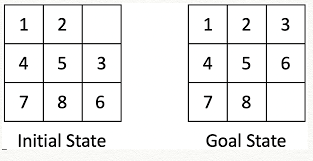 1 2
4 5 3
7 8 6
Initial State
1 2 3
4 5 6
7 8
Goal State